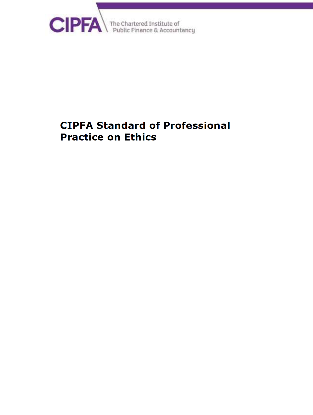 CIPFA
The Chartered Institute of
Public Finance & Accountancy
CIPFA Standard of Professional
Practice on Ethics